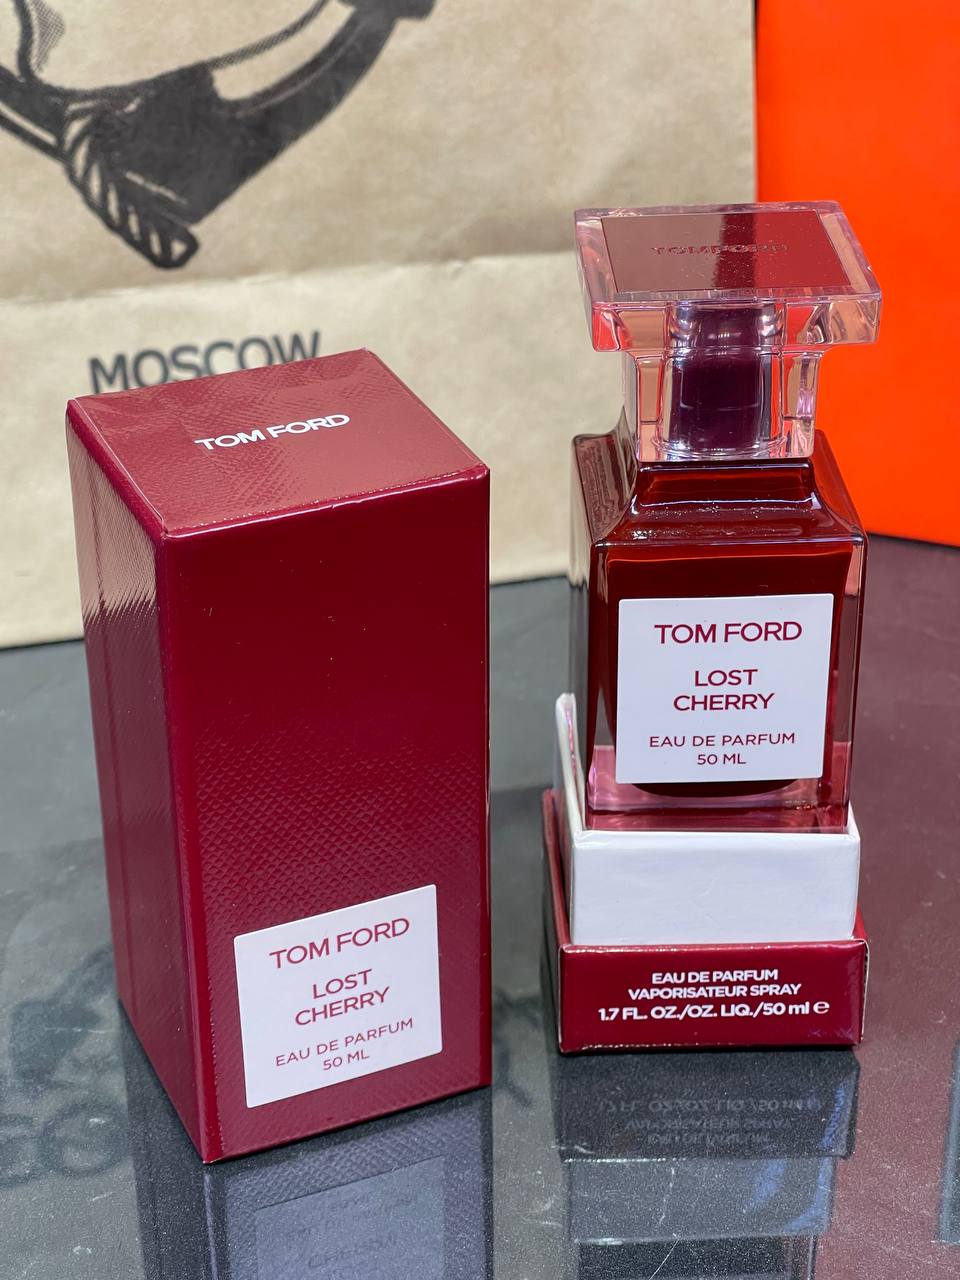 MOSCOW
TOM FORD
TOM FORD
LOST
CHERRY
EAU DE PARFUM
50 ML
TOM FORD
TOM FORD
LOST
CHERRY
EAU DE PARFUM
50 ML
EAU DE PARFUM
VAPORISATEUR SPRAY
1.7 FL. OZ./OZ. LIQ./50 ml ℮